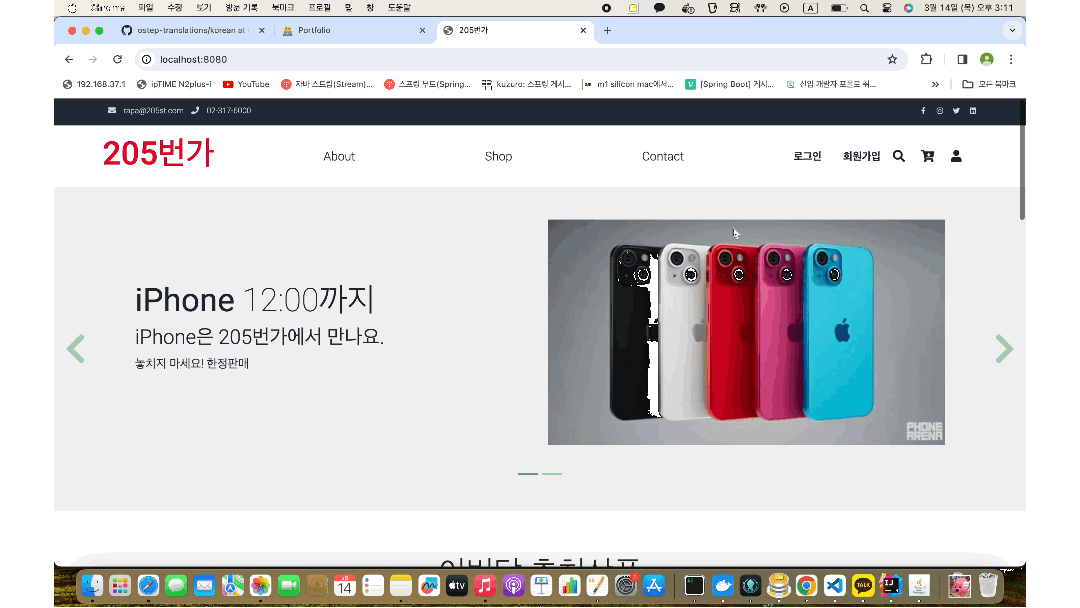 Chrome 파일 수정 보기 방문 기록 북마크 프로필 탭 창 도움말 A 3월 14일 (목) 오후 3:11
ostep-translations/korean at Portfolio 205번가
localhost:8080
192.168.37.1 ipTIME N2plus-i YouTube 자바 스트림(Stream)... 스프링 부트(Spring... kuzuro: 스프링 게시... m1 silicon mac에서... [Spring Boot] 게시... 신입 개발자 포폴로 취... 모든 북마크
rapa@205st.com 02-317-6000
205번가 About Shop Contact 로그인 회원가입
iPhone 12:00까지
iPhone은 205번가에서 만나요.
놓치지 마세요! 한정판매
PHONE
ARENA
14
tv
TALK